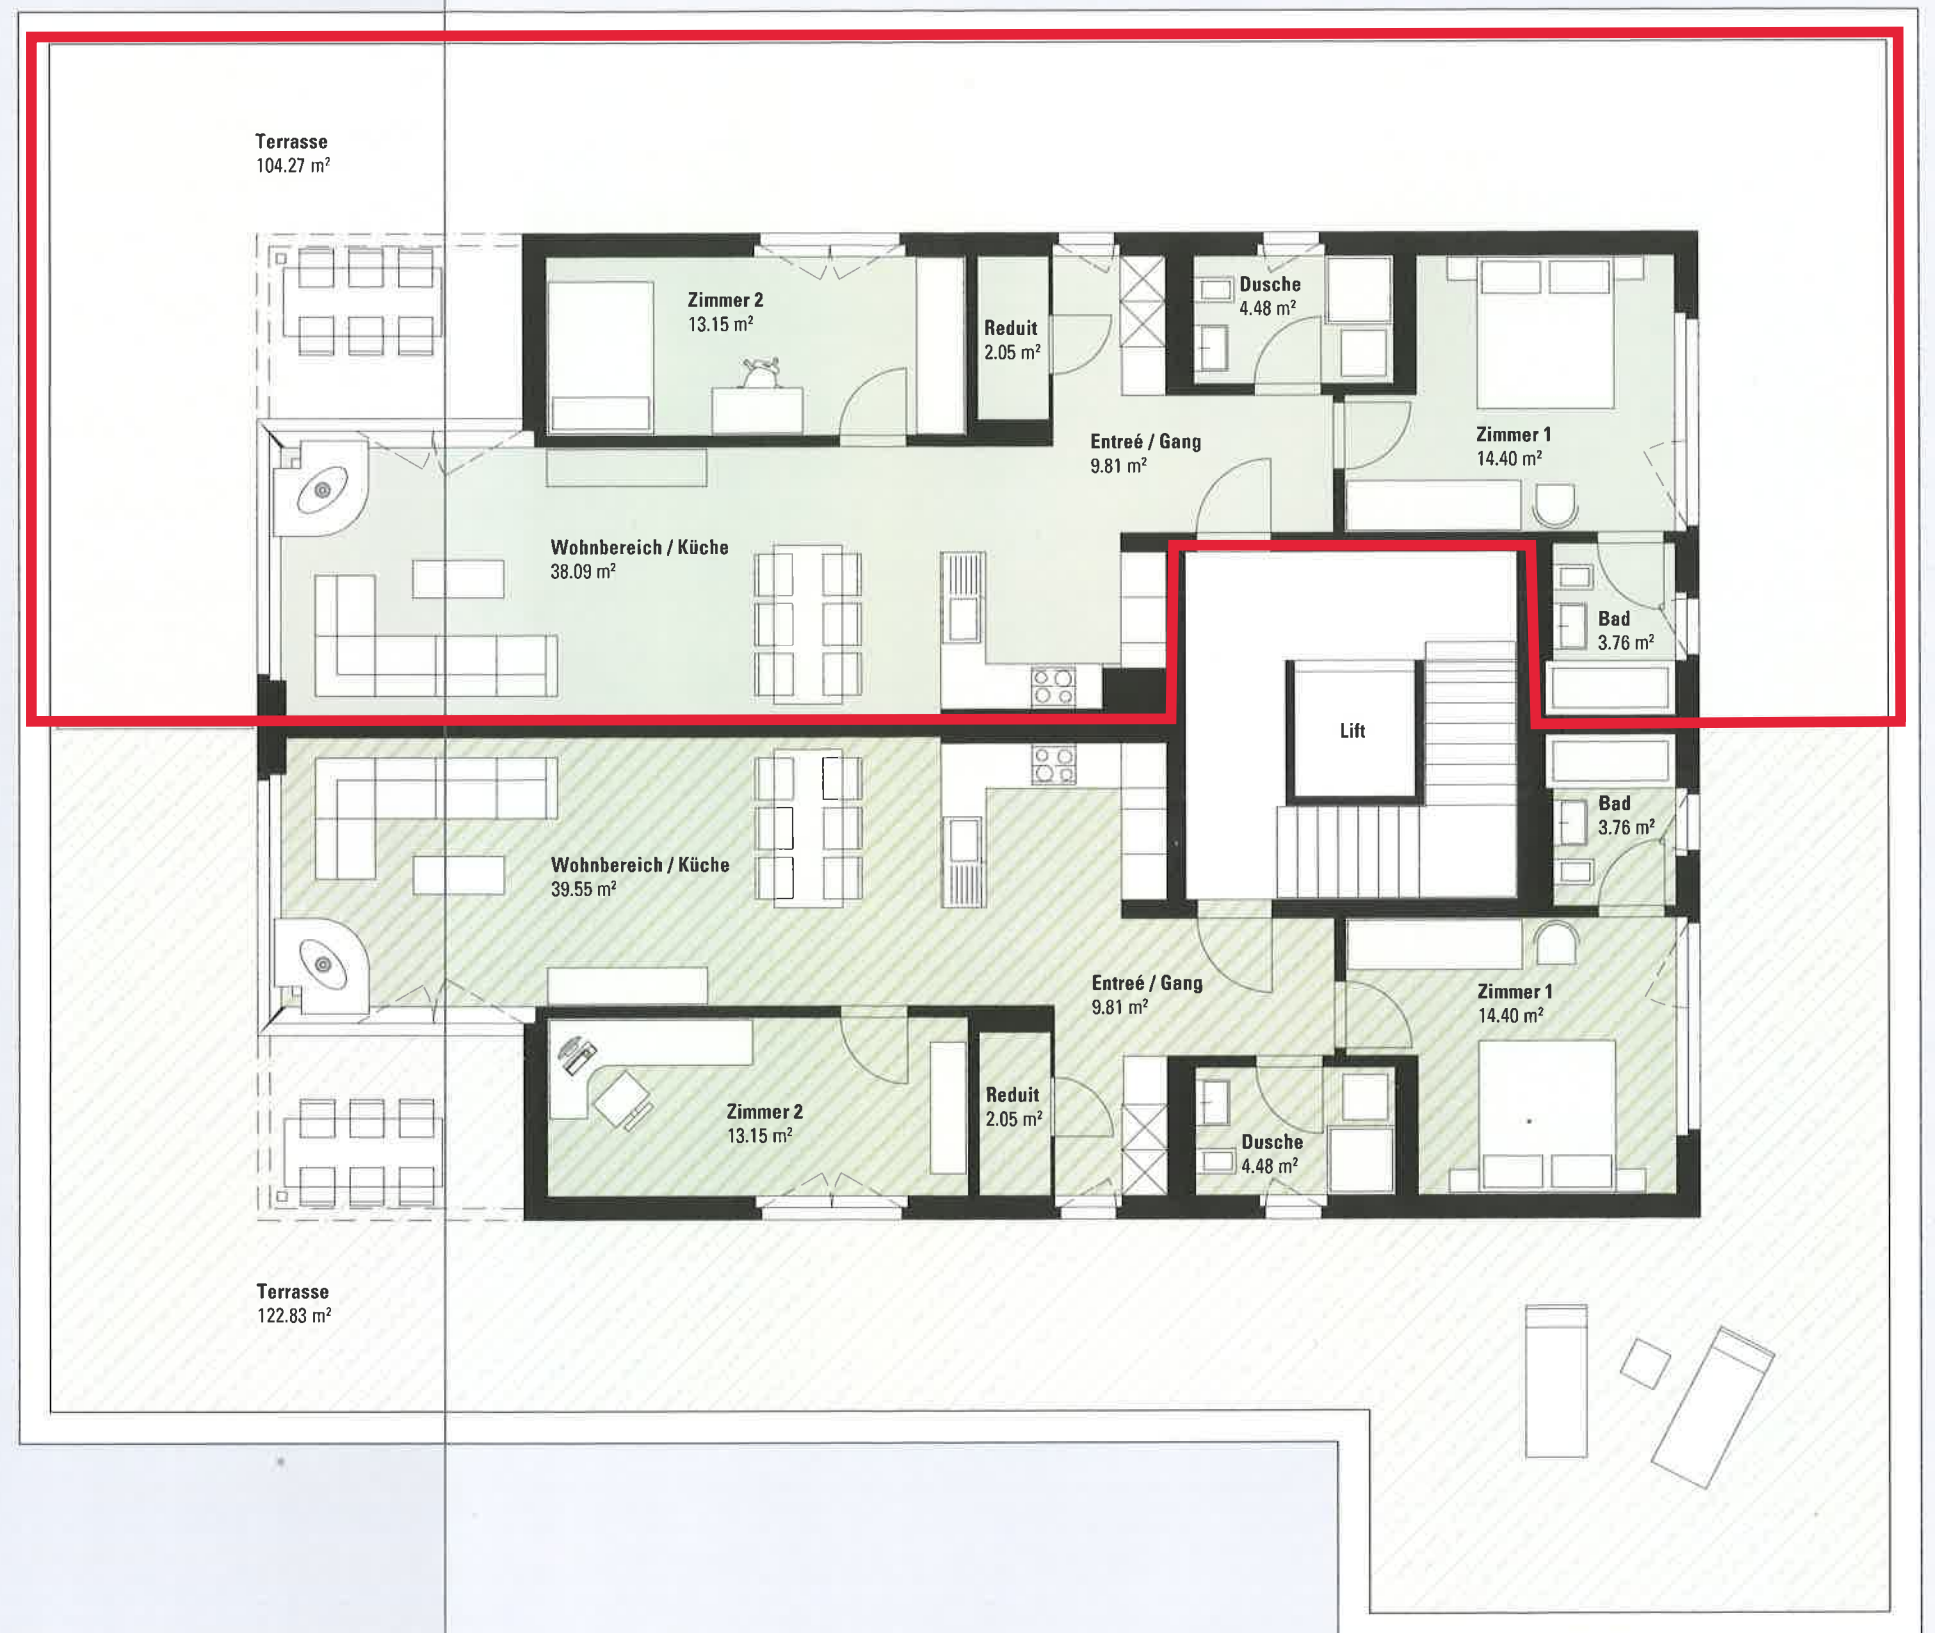 Terrasse
104.27 m²
Zimmer 2
13.15 m²
Reduit
2.05 m²
Dusche
4.48 m²
Entreé / Gang
9.81 m²
Zimmer 1
14.40 m²
Wohnbereich / Küche
38.09 m²
Bad
3.76 m²
Lift
Bad
3.76 m²
Wohnbereich / Küche
39.55 m²
Entreé / Gang
9.81 m²
Zimmer 1
14.40 m²
Zimmer 2
13.15 m²
Reduit
2.05 m²
Dusche
4.48 m²
Terrasse
122.83 m²